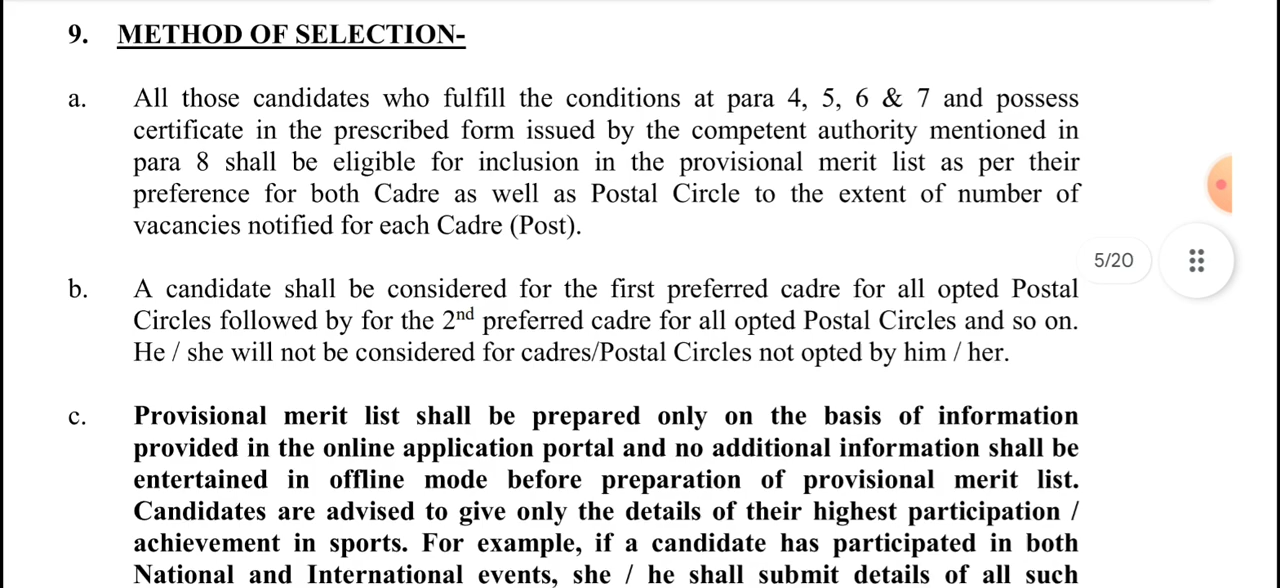 9. METHOD OF SELECTION-
a. All those candidates who fulfill the conditions at para 4, 5, 6 & 7 and possess
certificate in the prescribed form issued by the competent authority mentioned in
para 8 shall be eligible for inclusion in the provisional merit list as per their
preference for both Cadre as well as Postal Circle to the extent of number of
vacancies notified for each Cadre (Post).
5/20
b. A candidate shall be considered for the first preferred cadre for all opted Postal
Circles followed by for the 2nd preferred cadre for all opted Postal Circles and so on.
He / she will not be considered for cadres/Postal Circles not opted by him / her.
c. Provisional merit list shall be prepared only on the basis of information
provided in the online application portal and no additional information shall be
entertained in offline mode before preparation of provisional merit list.
Candidates are advised to give only the details of their highest participation /
achievement in sports. For example, if a candidate has participated in both
National and International events, she / he shall submit details of all such